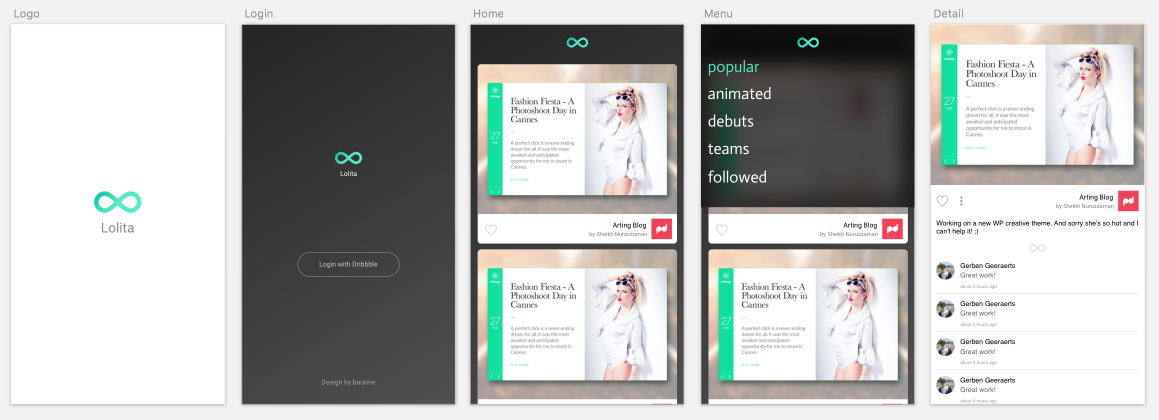 Logo
Lolita
Login
Lolita
Login with Dribbble
Design by baurine
Home
27
Fashion Fiesta - A
Photoshoot Day in
Cannes
A perfect click is a never ending
dream for all. It was the most
awaited and anticipated
opportunity for me to shoot in
Cannes.
Arting Blog
by Sheikh Nuruzzaman
27
Fashion Fiesta - A
Photoshoot Day in
Cannes
A perfect click is a never ending
dream for all. It was the most
awaited and anticipated
opportunity for me to shoot in
Cannes.
Menu
popular
animated
debuts
teams
followed
Arting Blog
by Sheikh Nuruzzaman
27
Fashion Fiesta - A
Photoshoot Day in
Cannes
A perfect click is a never ending
dream for all. It was the most
awaited and anticipated
opportunity for me to shoot in
Cannes.
Detail
27
Fashion Fiesta - A
Photoshoot Day in
Cannes
A perfect click is a never ending
dream for all. It was the most
awaited and anticipated
opportunity for me to shoot in
Cannes.
Arting Blog
by Sheikh Nuruzzaman
Working on a new WP creative theme. And sorry she's so hot and I
can't help it! ;)
Gerben Geeraerts
Great work!
about 3 hours ago
Gerben Geeraerts
Great work!
about 3 hours ago
Gerben Geeraerts
Great work!
about 3 hours ago
Gerben Geeraerts
Great work!
about 3 hours ago